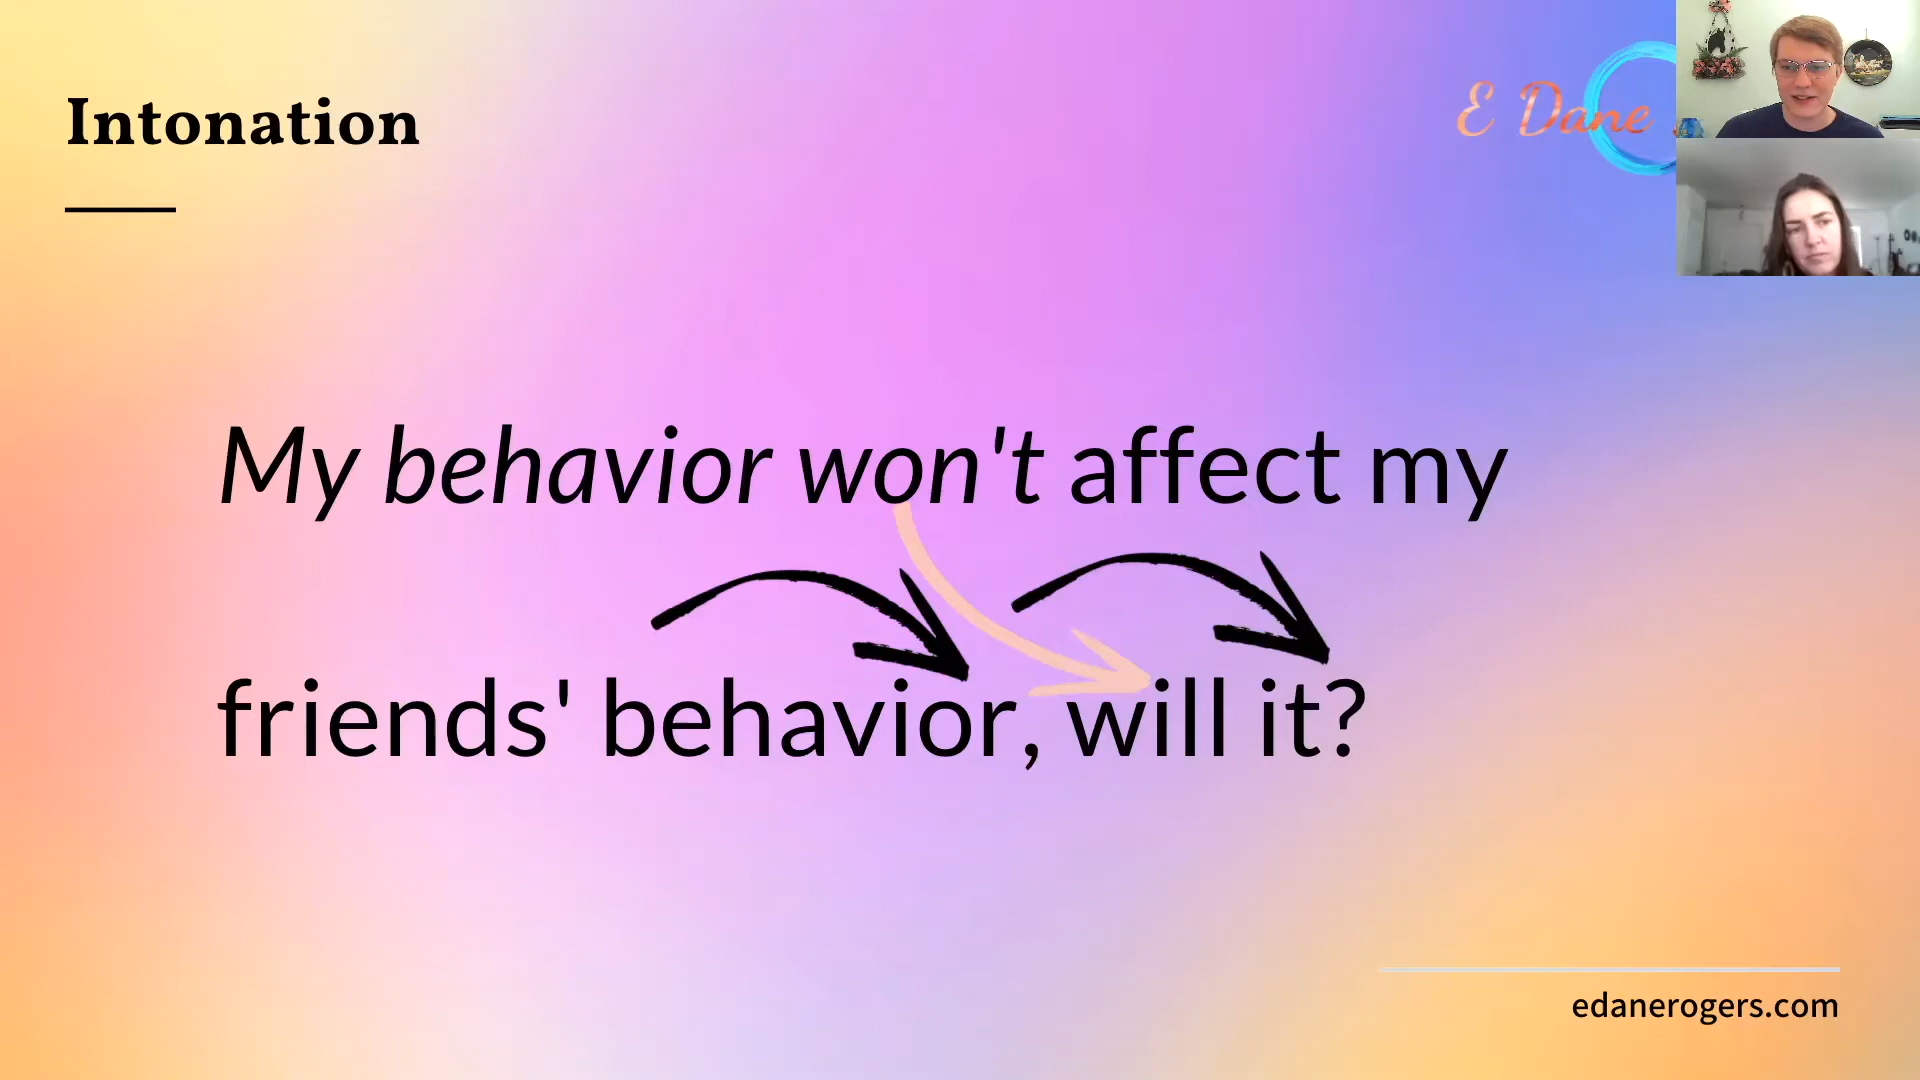 Intonation
E Dane
My behavior won't affect my
friends' behavior, will it?
edanerogers.com